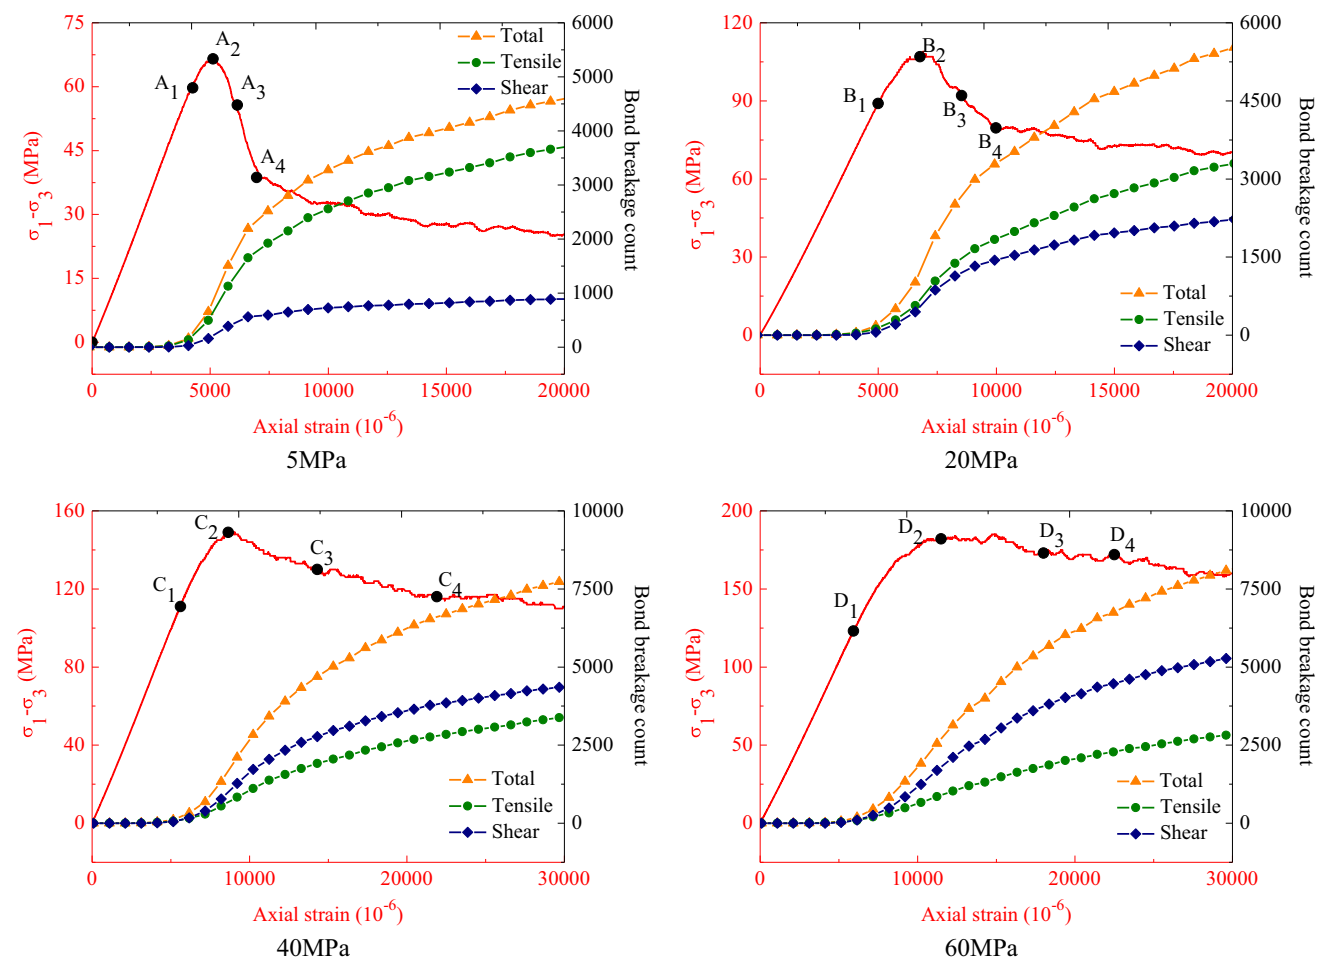 75
60
45
30
15
0
σ1-σ3 (MPa)
A1
A2
A3
A4
Total
Tensile
Shear
6000
5000
4000
3000
2000
1000
0
Bond breakage count
0 5000 10000 15000 20000
Axial strain (10-6)
5MPa
120
90
60
30
0
σ1-σ3 (MPa)
B1
B2
B3
B4
Total
Tensile
Shear
6000
4500
3000
1500
0
Bond breakage count
0 5000 10000 15000 20000
Axial strain (10-6)
20MPa
160
120
80
40
0
σ1-σ3 (MPa)
C1
C2
C3
C4
Total
Tensile
Shear
10000
7500
5000
2500
0
Bond breakage count
0 10000 20000 30000
Axial strain (10-6)
40MPa
200
150
100
50
0
σ1-σ3 (MPa)
D1
D2
D3
D4
Total
Tensile
Shear
10000
7500
5000
2500
0
Bond breakage count
0 10000 20000 30000
Axial strain (10-6)
60MPa